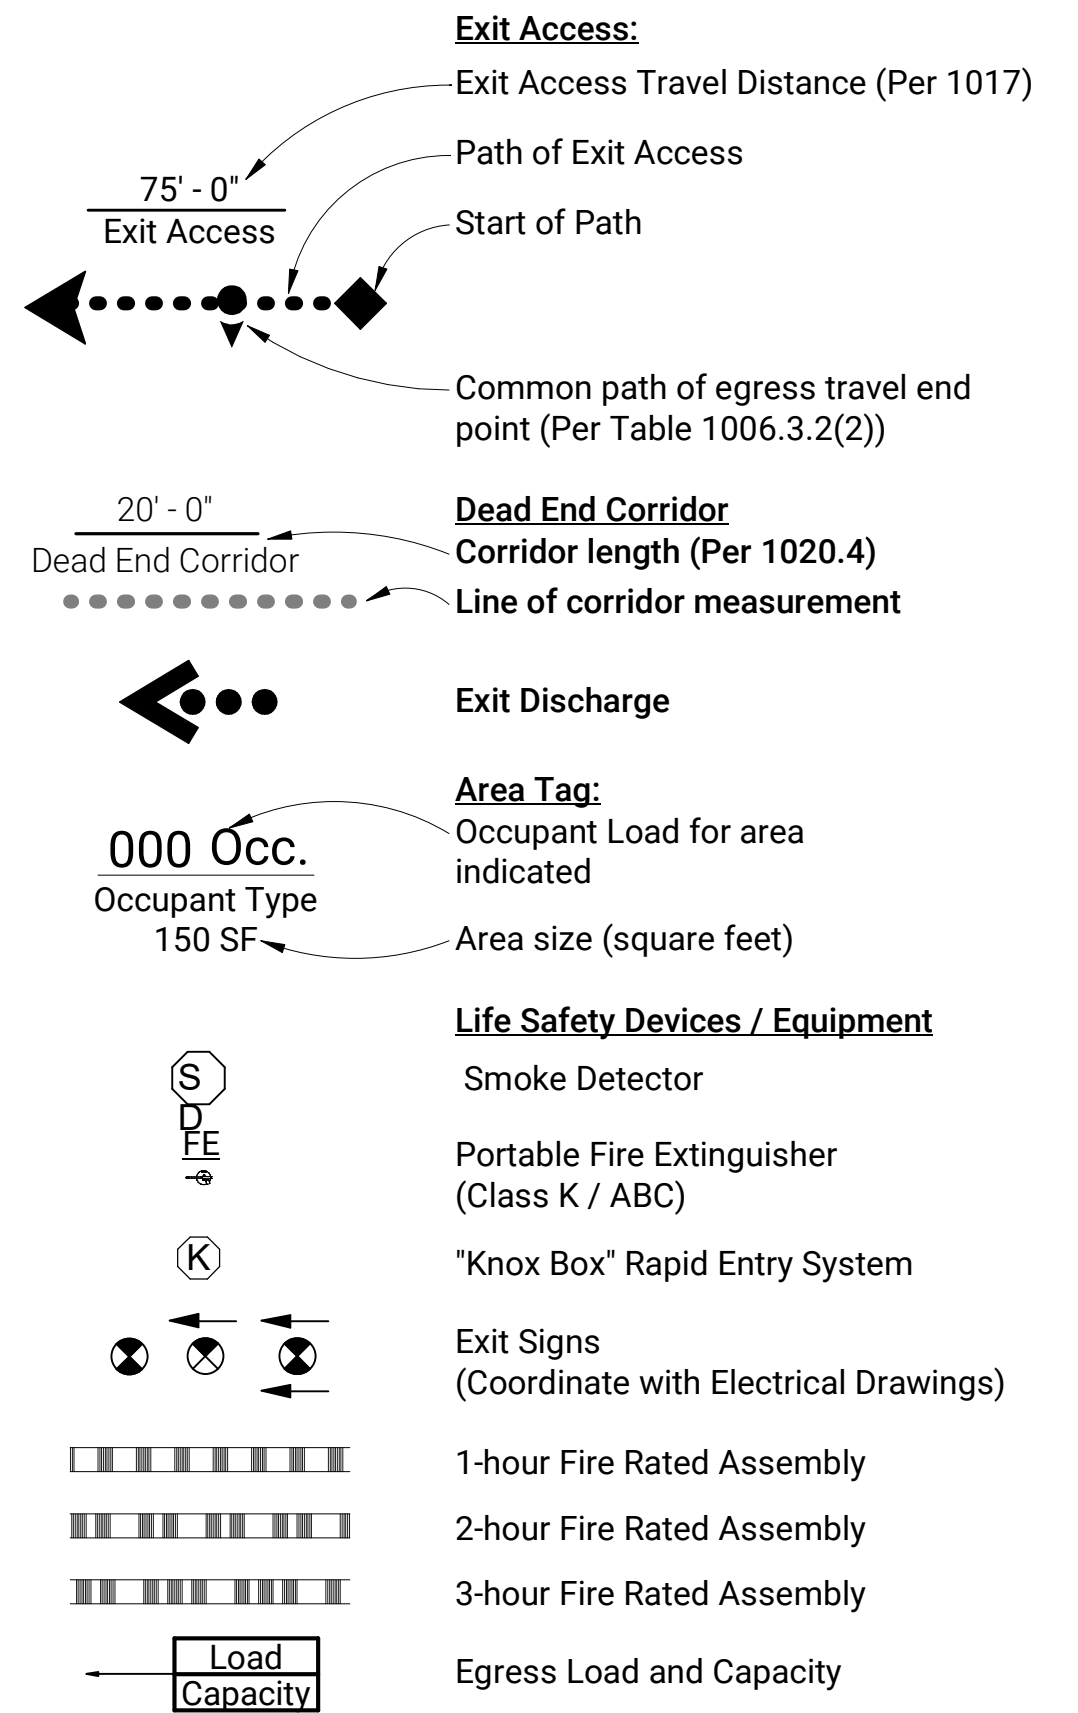 Exit Access:
Exit Access Travel Distance (Per 1017)
Path of Exit Access
75' - 0"
Exit Access
Start of Path
Common path of egress travel end
point (Per Table 1006.3.2(2))
20' - 0"
Dead End Corridor
Dead End Corridor
Corridor length (Per 1020.4)
Line of corridor measurement
Exit Discharge
Area Tag:
000 Occ.
Occupant Type
150 SF
Occupant Load for area
indicated
Area size (square feet)
Life Safety Devices / Equipment
S
D
Smoke Detector
FE
Portable Fire Extinguisher
(Class K / ABC)
K
"Knox Box" Rapid Entry System
Exit Signs
(Coordinate with Electrical Drawings)
1-hour Fire Rated Assembly
2-hour Fire Rated Assembly
3-hour Fire Rated Assembly
Load
Capacity
Egress Load and Capacity